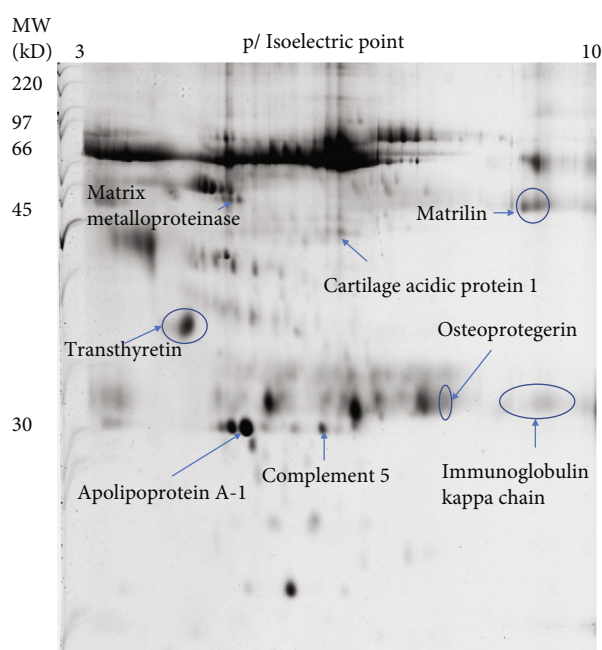 MW
(kD)
3
p/ Isoelectric point
10
220
97
66
45
30
Matrix
metalloproteinase
Matrilin
Cartilage acidic protein 1
Osteoprotegerin
Transthyretin
Apolipoprotein A-1
Complement 5
Immunoglobulin
kappa chain